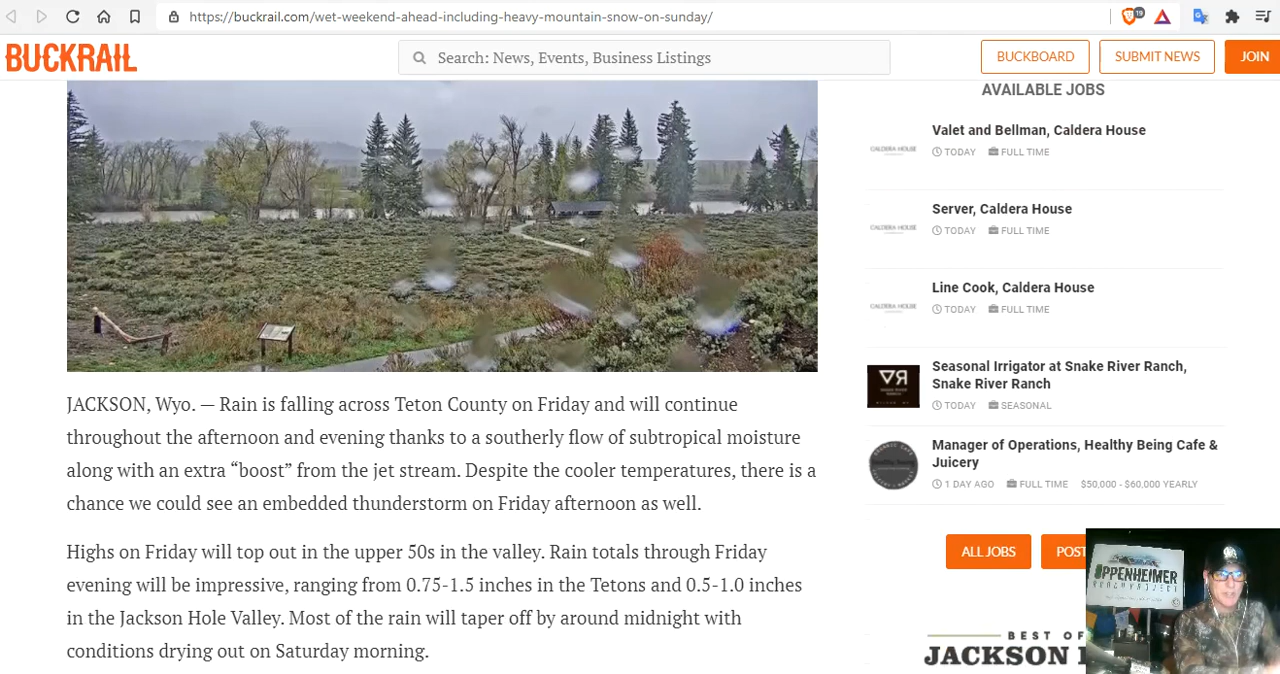 https://buckrail.com/wet-weekend-ahead-including-heavy-mountain-snow-on-sunday/
19
BUCKRAIL
Search: News, Events, Business Listings
BUCKBOARD
SUBMIT NEWS
JOIN
JACKSON, Wyo. — Rain is falling across Teton County on Friday and will continue
throughout the afternoon and evening thanks to a southerly flow of subtropical moisture
along with an extra “boost” from the jet stream. Despite the cooler temperatures, there is a
chance we could see an embedded thunderstorm on Friday afternoon as well.
Highs on Friday will top out in the upper 50s in the valley. Rain totals through Friday
evening will be impressive, ranging from 0.75-1.5 inches in the Tetons and 0.5-1.0 inches
in the Jackson Hole Valley. Most of the rain will taper off by around midnight with
conditions drying out on Saturday morning.
AVAILABLE JOBS
CALDERA HOUSE
Valet and Bellman, Caldera House
TODAY FULL TIME
CALDERA HOUSE
Server, Caldera House
TODAY FULL TIME
CALDERA HOUSE
Line Cook, Caldera House
TODAY FULL TIME
Seasonal Irrigator at Snake River Ranch,
Snake River Ranch
TODAY SEASONAL
Manager of Operations, Healthy Being Cafe &
Juicery
1 DAY AGO FULL TIME $50,000 - $60,000 YEARLY
ALL JOBS
POST
BEST OF
JACKSON
OPPENHEIMER
RANCH PROJECT